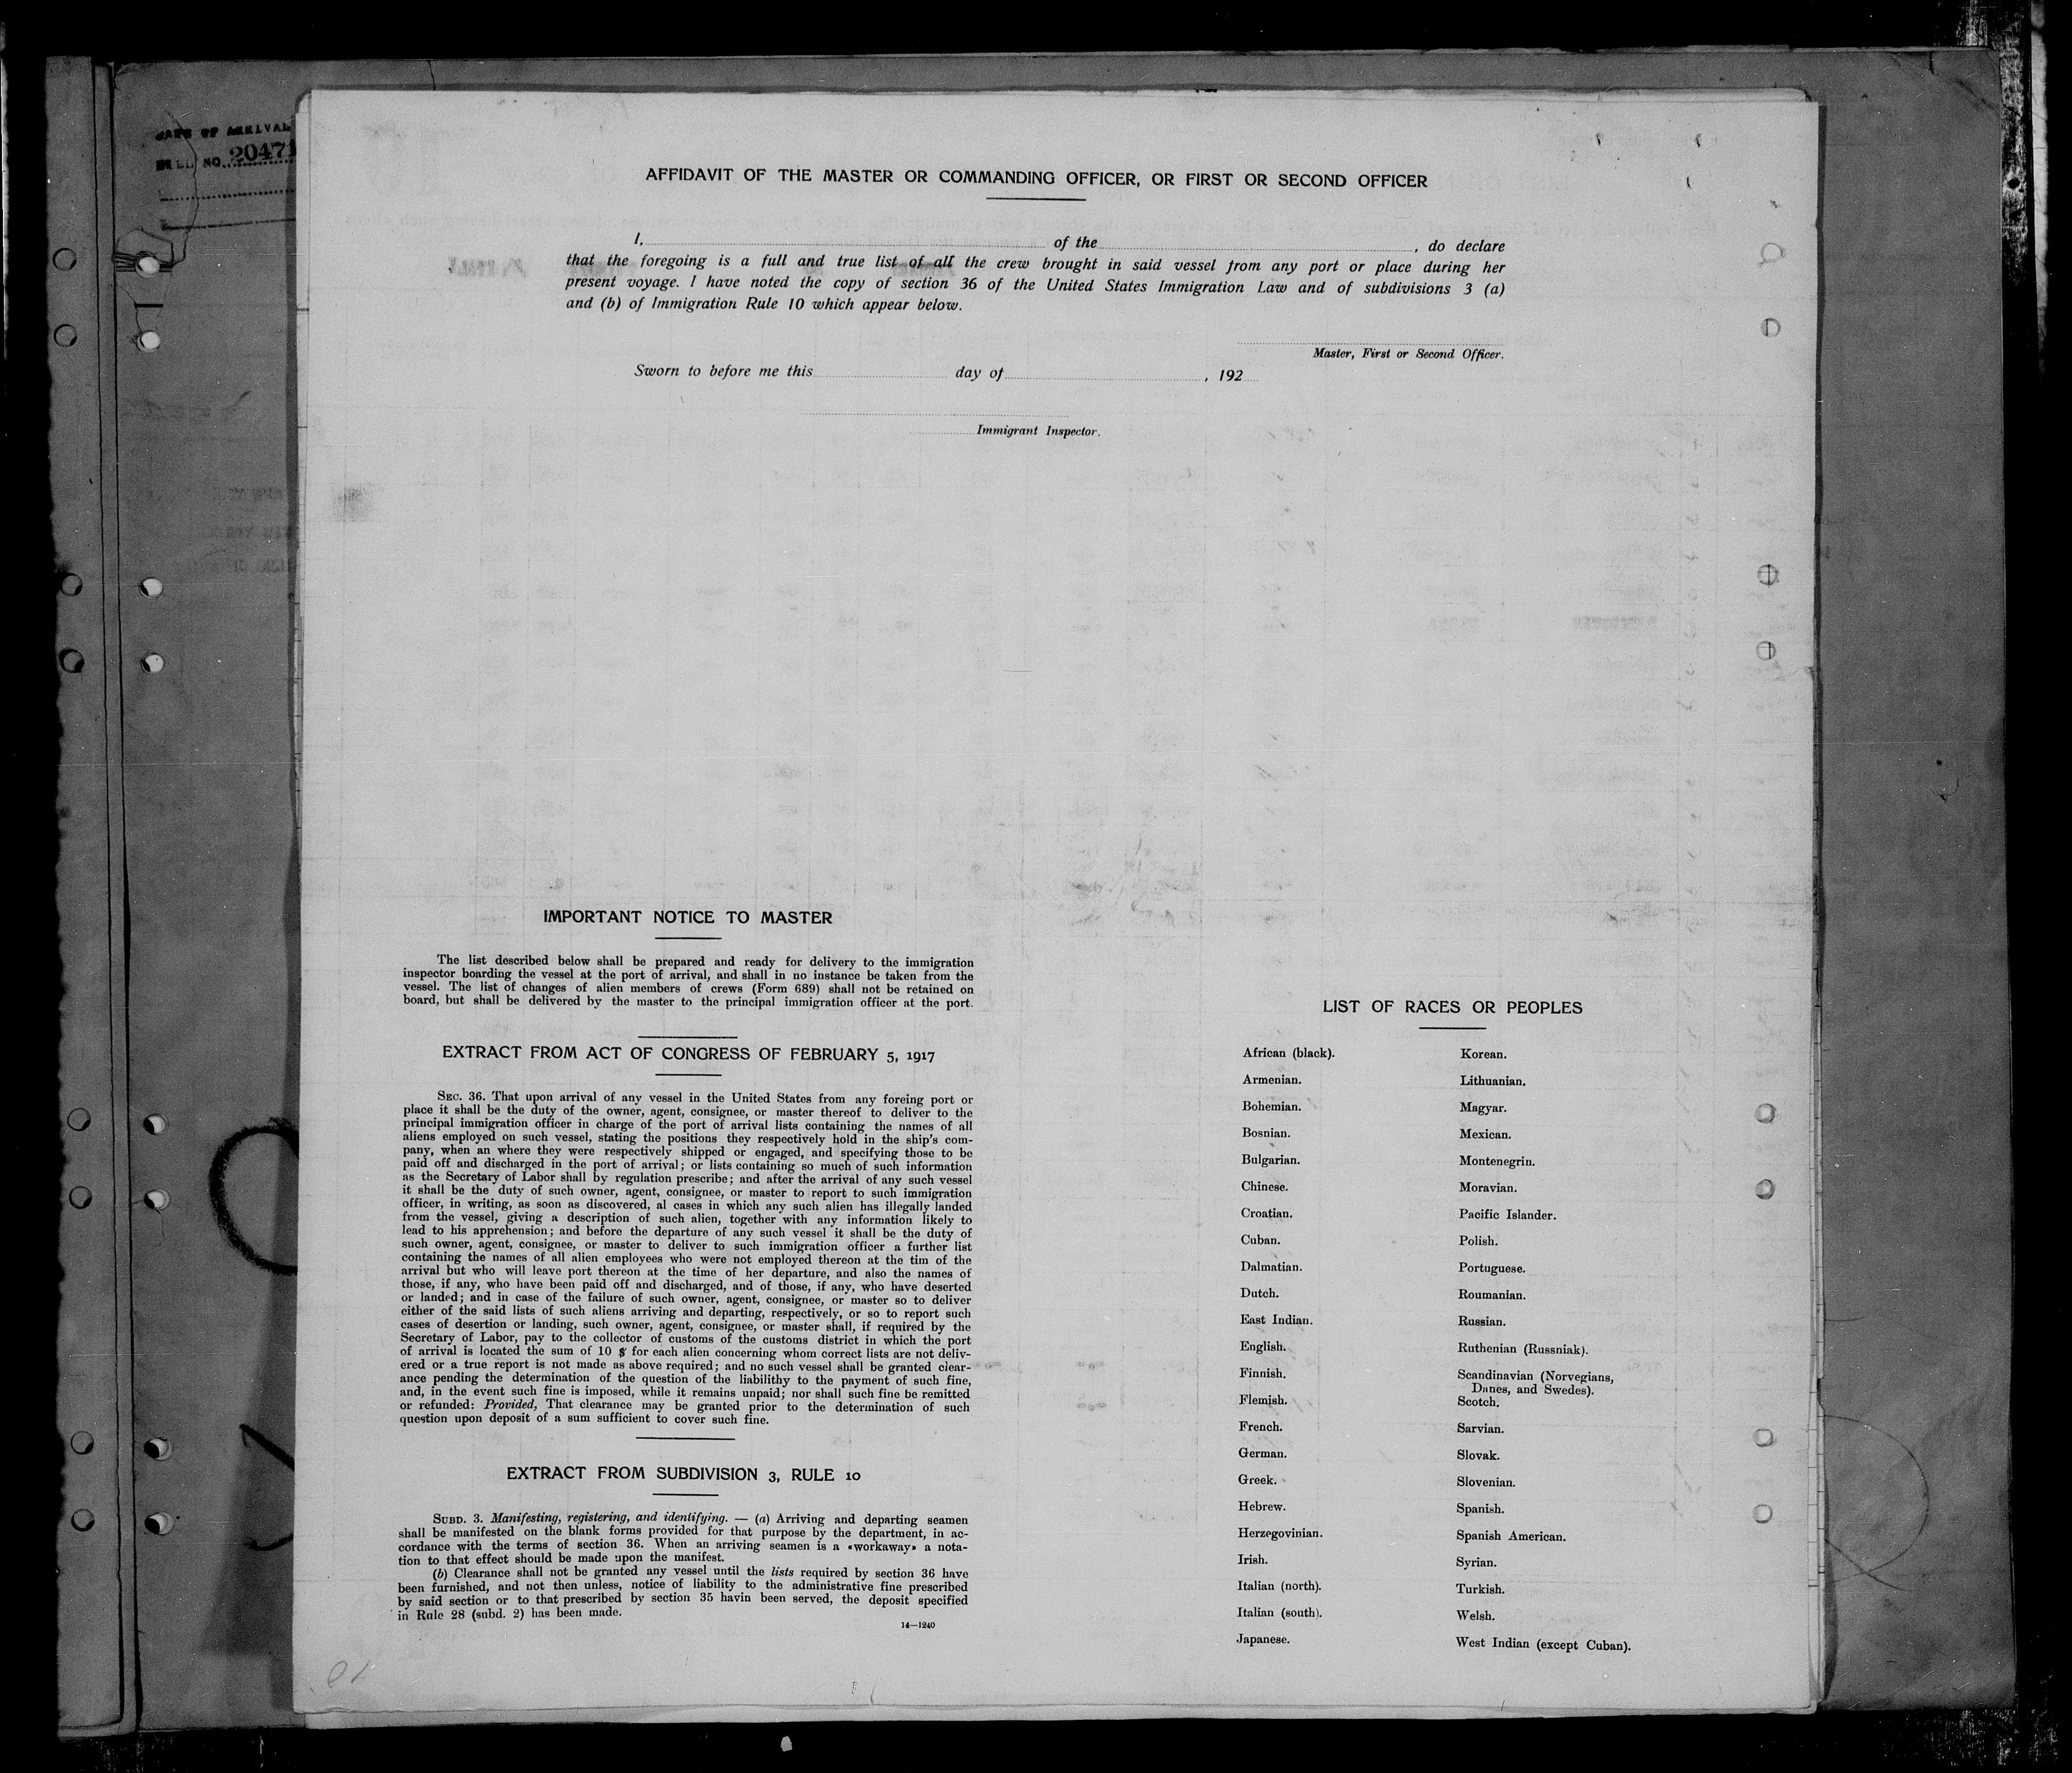 OF ARRIVAL
NO. 20471
AFFIDAVIT OF THE MASTER OR COMMANDING OFFICER, OR FIRST OR SECOND OFFICER
I, of the , do declare
that the foregoing is a full and true list of all the crew brought in said vessel from any port or place during her
present voyage. I have noted the copy of section 36 of the United States Immigration Law and of subdivisions 3 (a)
and (b) of Immigration Rule 10 which appear below.
Master, First or Second Officer.
Sworn to before me this day of , 192
Immigrant Inspector.
IMPORTANT NOTICE TO MASTER
The list described below shall be prepared and ready for delivery to the immigration
inspector boarding the vessel at the port of arrival, and shall in no instance be taken from the
vessel. The list of changes of alien members of crews (Form 689) shall not be retained on
board, but shall be delivered by the master to the principal immigration officer at the port.
EXTRACT FROM ACT OF CONGRESS OF FEBRUARY 5, 1917
SEC. 36. That upon arrival of any vessel in the United States from any foreing port or
place it shall be the duty of the owner, agent, consignee, or master thereof to deliver to the
principal immigration officer in charge of the port of arrival lists containing the names of all
aliens employed on such vessel, stating the positions they respectively hold in the ship's com-
pany, when an where they were respectively shipped or engaged, and specifying those to be
paid off and discharged in the port of arrival; or lists containing so much of such information
as the Secretary of Labor shall by regulation prescribe; and after the arrival of any such vessel
it shall be the duty of such owner, agent, consignee, or master to report to such immigration
officer, in writing, as soon as discovered, al cases in which any such alien has illegally landed
from the vessel, giving a description of such alien, together with any information likely to
lead to his apprehension; and before the departure of any such vessel it shall be the duty of
such owner, agent, consignee, or master to deliver to such immigration officer a further list
containing the names of all alien employees who were not employed thereon at the tim of the
arrival but who will leave port thereon at the time of her departure, and also the names of
those, if any, who have been paid off and discharged, and of those, if any, who have deserted
or landed; and in case of the failure of such owner, agent, consignee, or master so to deliver
either of the said lists of such aliens arriving and departing, respectively, or so to report such
cases of desertion or landing, such owner, agent, consignee, or master shall, if required by the
Secretary of Labor, pay to the collector of customs of the customs district in which the port
of arrival is located the sum of 10 $ for each alien concerning whom correct lists are not deliv-
ered or a true report is not made as above required; and no such vessel shall be granted clear-
ance pending the determination of the question of the liabilithy to the payment of such fine,
and, in the event such fine is imposed, while it remains unpaid; nor shall such fine be remitted
or refunded: Provided, That clearance may be granted prior to the determination of such
question upon deposit of a sum sufficient to cover such fine.
EXTRACT FROM SUBDIVISION 3, RULE 10
SUBD. 3. Manifesting, registering, and identifying. — (a) Arriving and departing seamen
shall be manifested on the blank forms provided for that purpose by the department, in ac-
cordance with the terms of section 36. When an arriving seamen is a «workaway» a nota-
tion to that effect should be made upon the manifest.
(b) Clearance shall not be granted any vessel until the lists required by section 36 have
been furnished, and not then unless, notice of liability to the administrative fine prescribed
by said section or to that prescribed by section 35 havin been served, the deposit specified
in Rule 28 (subd. 2) has been made.
14—1240
LIST OF RACES OR PEOPLES
African (black).
Armenian.
Bohemian.
Bosnian.
Bulgarian.
Chinese.
Croatian.
Cuban.
Dalmatian.
Dutch.
East Indian.
English.
Finnish.
Flemish.
French.
German.
Greek.
Hebrew.
Herzegovinian.
Irish.
Italian (north).
Italian (south).
Japanese.
Korean.
Lithuanian.
Magyar.
Mexican.
Montenegrin.
Moravian.
Pacific Islander.
Polish.
Portuguese.
Roumanian.
Russian.
Ruthenian (Russniak).
Scandinavian (Norvegians,
Danes, and Swedes).
Scotch.
Sarvian.
Slovak.
Slovenian.
Spanish.
Spanish American.
Syrian.
Turkish.
Welsh.
West Indian (except Cuban).